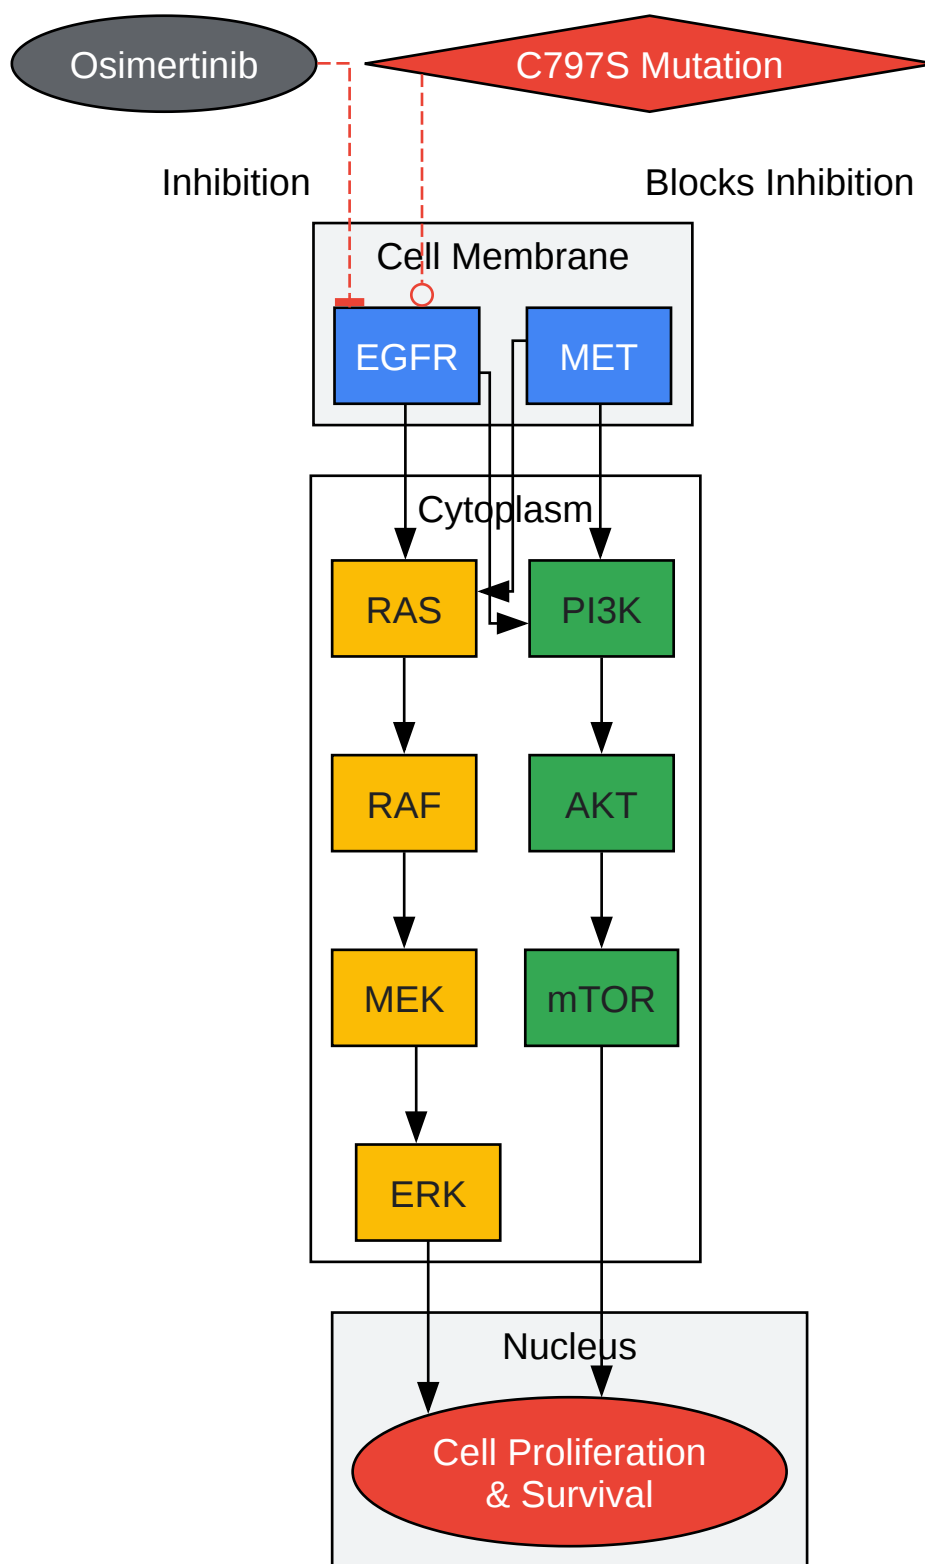 Osimertinib
C797S Mutation
Inhibition
Blocks Inhibition
Cell Membrane
EGFR
MET
Cytoplasm
RAS
PI3K
RAF
AKT
MEK
mTOR
ERK
Nucleus
Cell Proliferation
& Survival